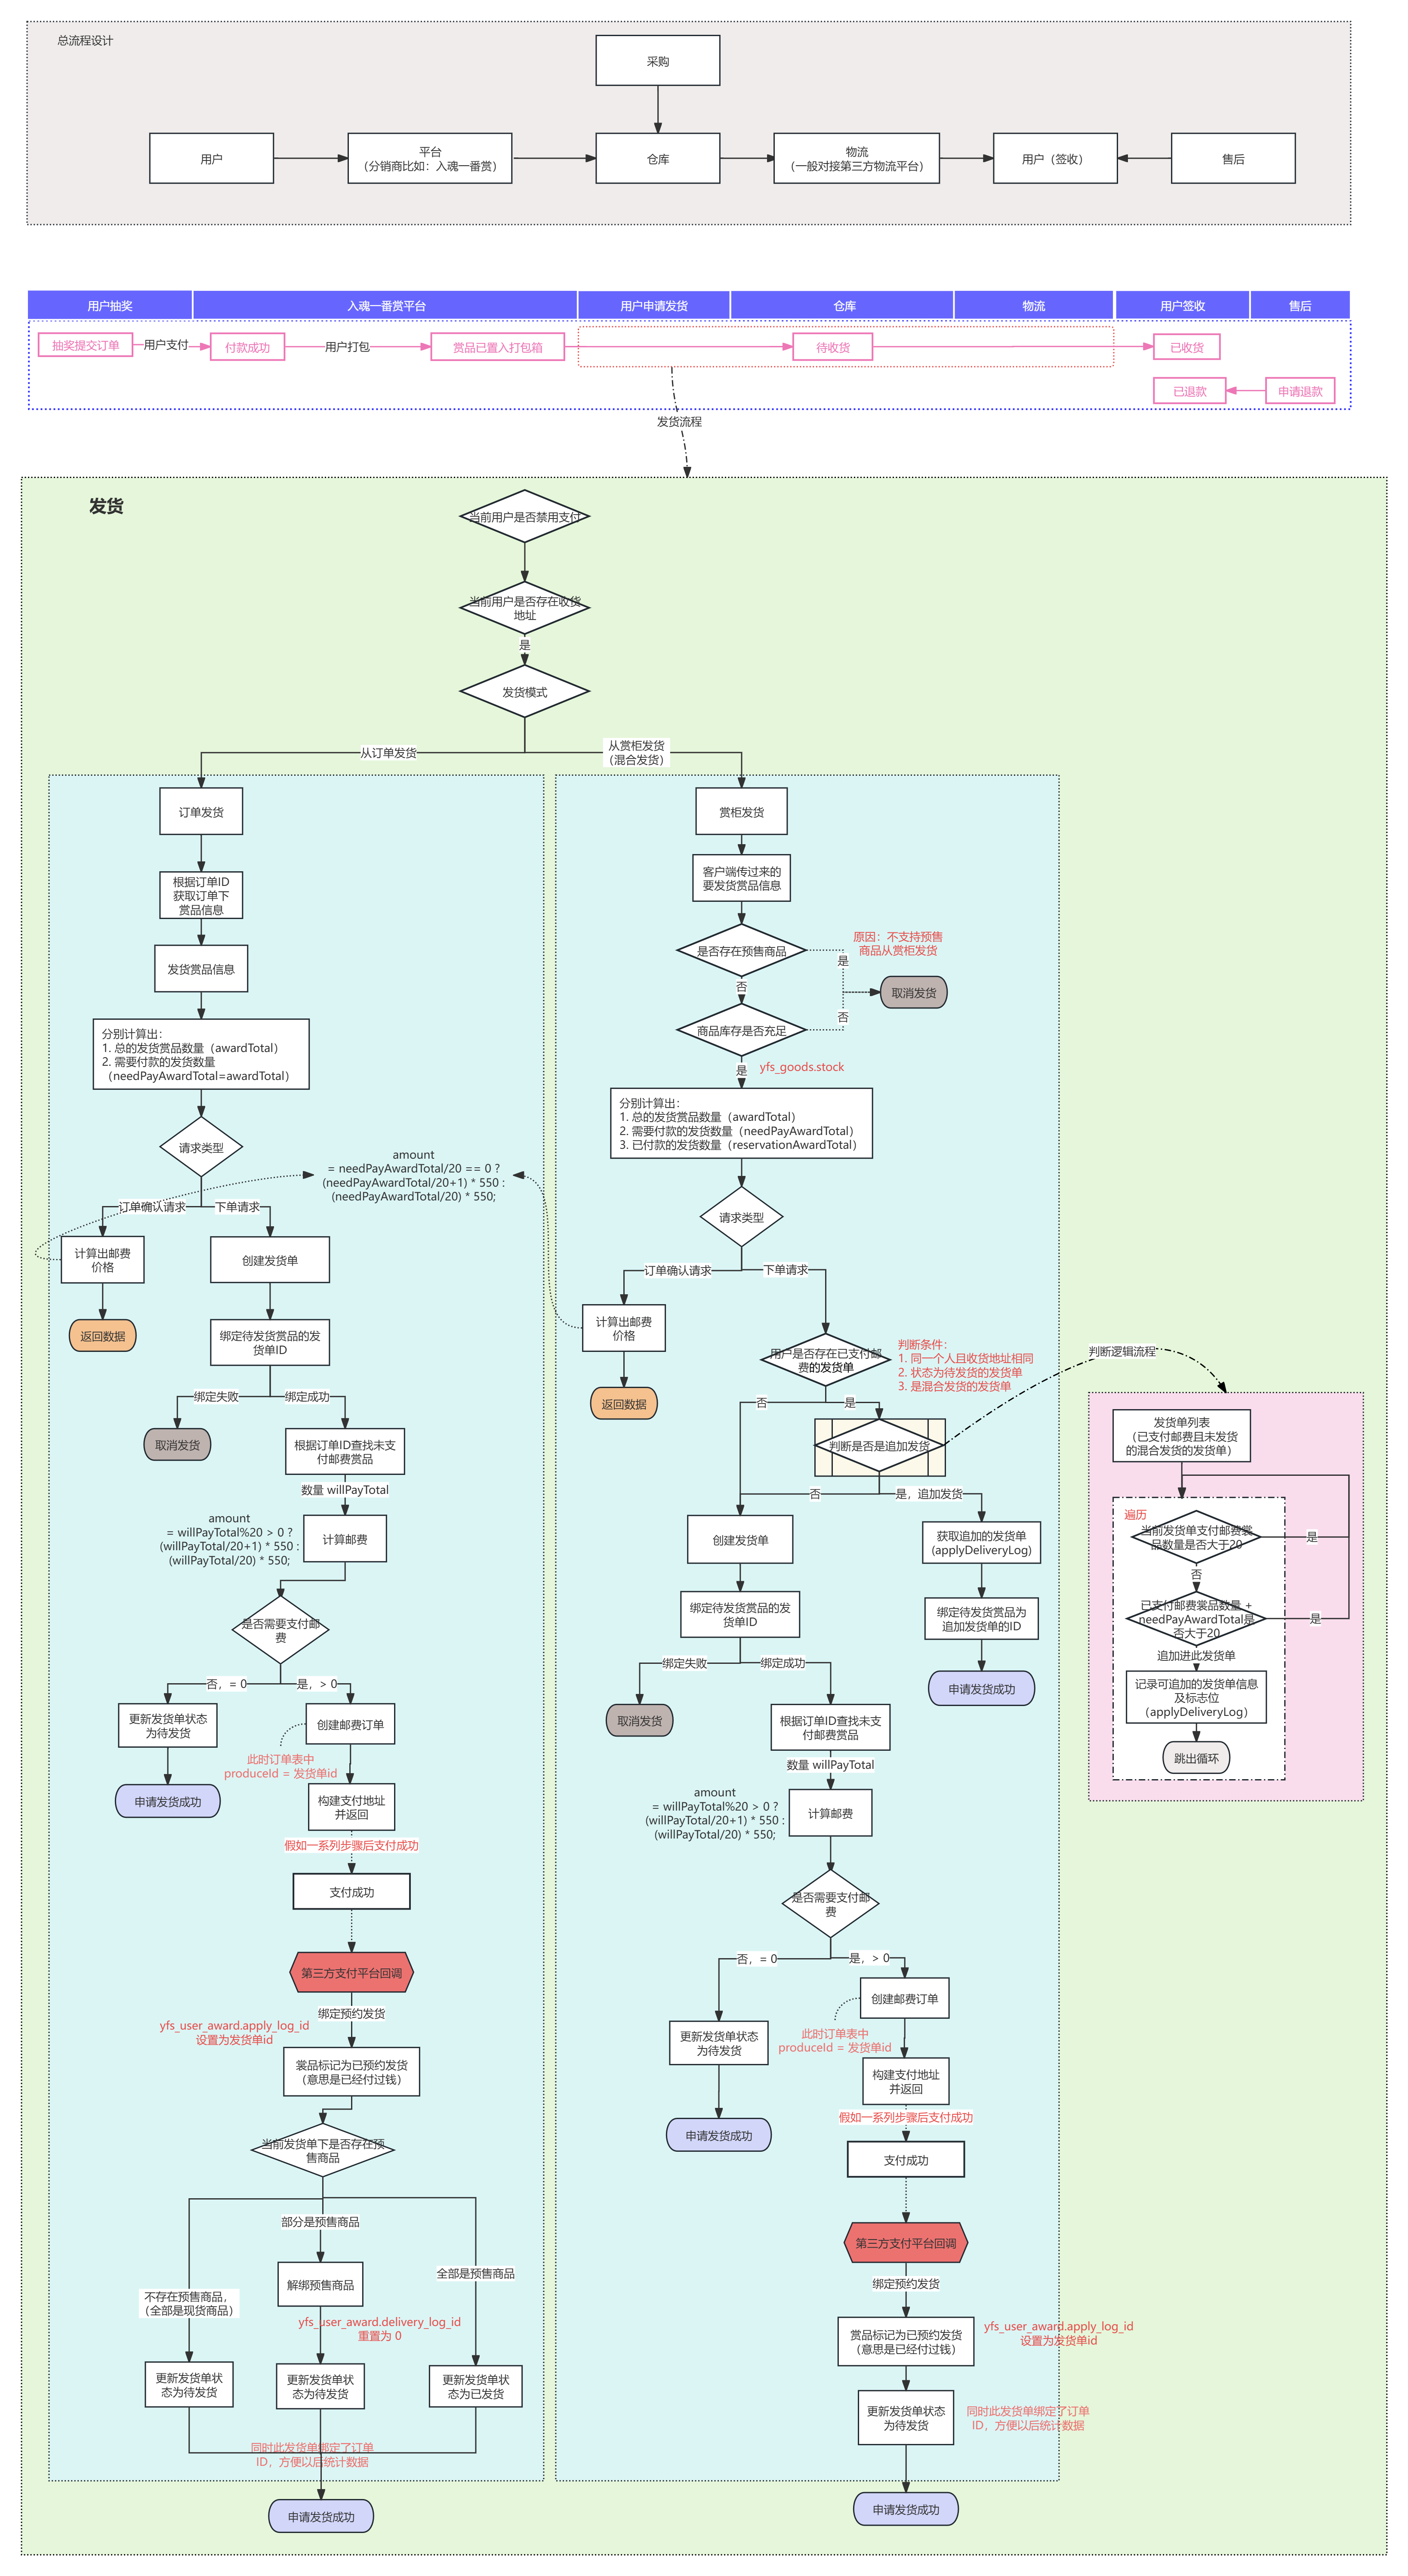 总流程设计
采购
用户
平台
（分销商比如：入魂一番赏）
仓库
物流
（一般对接第三方物流平台）
用户（签收）
售后
用户抽奖
入魂一番赏平台
用户申请发货
仓库
物流
用户签收
售后
抽奖提交订单
用户支付
付款成功
用户打包
赏品已置入打包箱
待收货
已收货
已退款
申请退款
发货流程
发货
当前用户是否禁用支付
当前用户是否存在收货
地址
是
发货模式
从订单发货
从赏柜发货
（混合发货）
订单发货
根据订单ID
获取订单下
赏品信息
发货赏品信息
分别计算出：
1. 总的发货赏品数量（awardTotal）
2. 需要付款的发货数量
（needPayAwardTotal=awardTotal）
请求类型
amount
= needPayAwardTotal/20 == 0 ?
(needPayAwardTotal/20+1) * 550 :
(needPayAwardTotal/20) * 550;
订单确认请求
下单请求
计算出邮费
价格
创建发货单
返回数据
绑定待发货赏品的发
货单ID
绑定失败
绑定成功
取消发货
根据订单ID查找未支
付邮费赏品
数量 willPayTotal
amount
= willPayTotal%20 > 0 ?
(willPayTotal/20+1) * 550 :
(willPayTotal/20) * 550;
计算邮费
是否需要支付邮
费
否，= 0
是，> 0
更新发货单状态
为待发货
创建邮费订单
此时订单表中
produceId = 发货单id
申请发货成功
构建支付地址
并返回
假如一系列步骤后支付成功
支付成功
第三方支付平台回调
绑定预约发货
yfs_user_award.apply_log_id
设置为发货单id
裳品标记为已预约发货
（意思是已经付过钱）
当前发货单下是否存在预
售商品
部分是预售商品
解绑预售商品
全部是预售商品
不存在预售商品，
（全部是现货商品）
yfs_user_award.delivery_log_id
重置为 0
更新发货单状
态为待发货
更新发货单状
态为待发货
更新发货单状
态为已发货
同时此发货单绑定了订单
ID，方便以后统计数据
申请发货成功
赏柜发货
客户端传过来的
要发货赏品信息
是否存在预售商品
原因：不支持预售
商品从赏柜发货
是
否
取消发货
商品库存是否充足
否
是
yfs_goods.stock
分别计算出：
1. 总的发货赏品数量（awardTotal）
2. 需要付款的发货数量（needPayAwardTotal）
3. 已付款的发货数量（reservationAwardTotal）
请求类型
订单确认请求
下单请求
计算出邮费
价格
返回数据
用户是否存在已支付邮
费的发货单
判断条件：
1. 同一个人且收货地址相同
2. 状态为待发货的发货单
3. 是混合发货的发货单
否
是
判断是否是追加发货
否
是，追加发货
创建发货单
获取追加的发货单
(applyDeliveryLog)
绑定待发货赏品的发
货单ID
绑定待发货赏品为
追加发货单的ID
绑定失败
绑定成功
申请发货成功
取消发货
根据订单ID查找未支
付邮费赏品
数量 willPayTotal
amount
= willPayTotal%20 > 0 ?
(willPayTotal/20+1) * 550 :
(willPayTotal/20) * 550;
计算邮费
是否需要支付邮
费
否，= 0
是，> 0
创建邮费订单
更新发货单状态
为待发货
此时订单表中
produceId = 发货单id
构建支付地址
并返回
假如一系列步骤后支付成功
申请发货成功
支付成功
第三方支付平台回调
绑定预约发货
赏品标记为已预约发货
（意思是已经付过钱）
yfs_user_award.apply_log_id
设置为发货单id
更新发货单状态
为待发货
同时此发货单绑定了订单
ID，方便以后统计数据
申请发货成功
判断逻辑流程
发货单列表
（已支付邮费且未发货
的混合发货的发货单）
遍历
当前发货单支付邮费裳
品数量是否大于20
是
否
已支付邮费裳品数量 +
needPayAwardTotal是
否大于20
是
追加进此发货单
记录可追加的发货单信息
及标志位
（applyDeliveryLog）
跳出循环